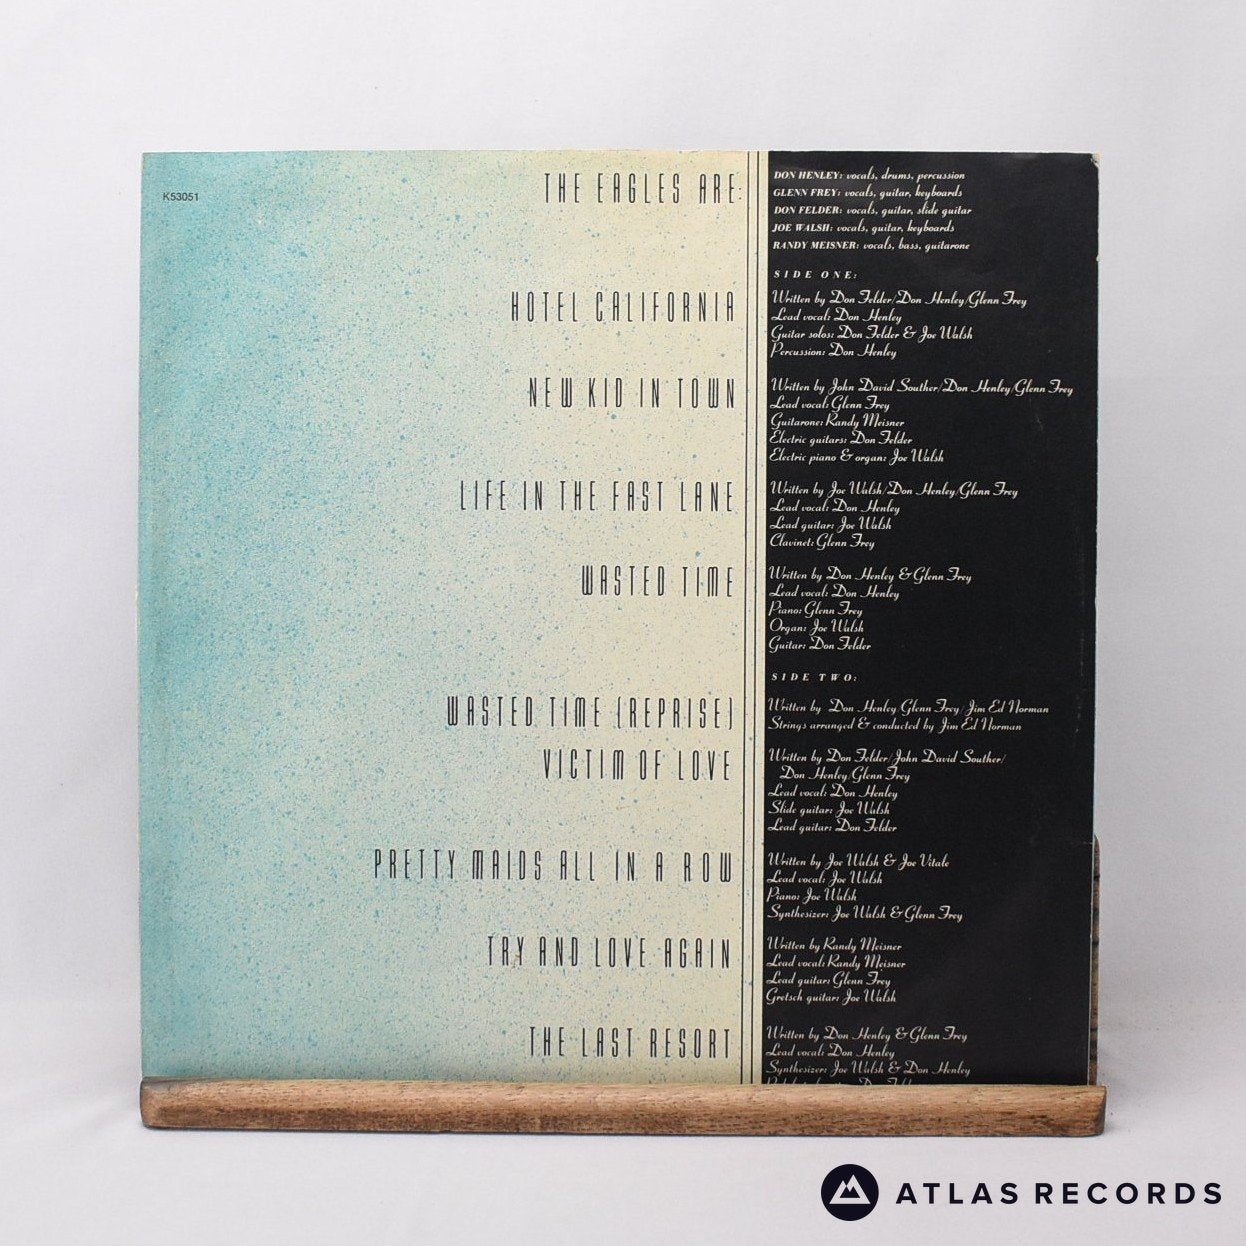 K53051
THE EAGLES ARE:
DON HENLEY: vocals, drums, percussion
GLENN FREY: vocals, guitar, keyboards
DON FELDER: vocals, guitar, slide guitar
JOE WALSH: vocals, guitar, keyboards
RANDY MEISNER: vocals, bass, guitarone
SIDE ONE:
HOTEL CALIFORNIA
Written by Don Felder/Don Henley/Glenn Frey
Lead vocal: Don Henley
Guitar solos: Don Felder & Joe Walsh
Percussion: Don Henley
NEW KID IN TOWN
Written by John David Souther/Don Henley/Glenn Frey
Lead vocal: Glenn Frey
Guitarone: Randy Meisner
Electric guitars: Don Felder
Electric piano & organ: Joe Walsh
LIFE IN THE FAST LANE
Written by Joe Walsh/Don Henley/Glenn Frey
Lead vocal: Don Henley
Lead guitar: Joe Walsh
Clavinet: Glenn Frey
WASTED TIME
Written by Don Henley & Glenn Frey
Lead vocal: Don Henley
Piano: Glenn Frey
Organ: Joe Walsh
Guitar: Don Felder
SIDE TWO:
WASTED TIME (REPRISE)
Written by Don Henley/Glenn Frey/Jim Ed Norman
Strings arranged & conducted by Jim Ed Norman
VICTIM OF LOVE
Written by Don Felder/John David Souther/
Don Henley/Glenn Frey
Lead vocal: Don Henley
Slide guitar: Joe Walsh
Lead guitar: Don Felder
PRETTY MAIDS ALL IN A ROW
Written by Joe Walsh & Joe Vitale
Lead vocal: Joe Walsh
Piano: Joe Walsh
Synthesizer: Joe Walsh & Glenn Frey
TRY AND LOVE AGAIN
Written by Randy Meisner
Lead vocal: Randy Meisner
Lead guitar: Glenn Frey
Gretsch guitar: Joe Walsh
THE LAST RESORT
Written by Don Henley & Glenn Frey
Lead vocal: Don Henley
Synthesizer: Joe Walsh & Don Henley
ATLAS RECORDS